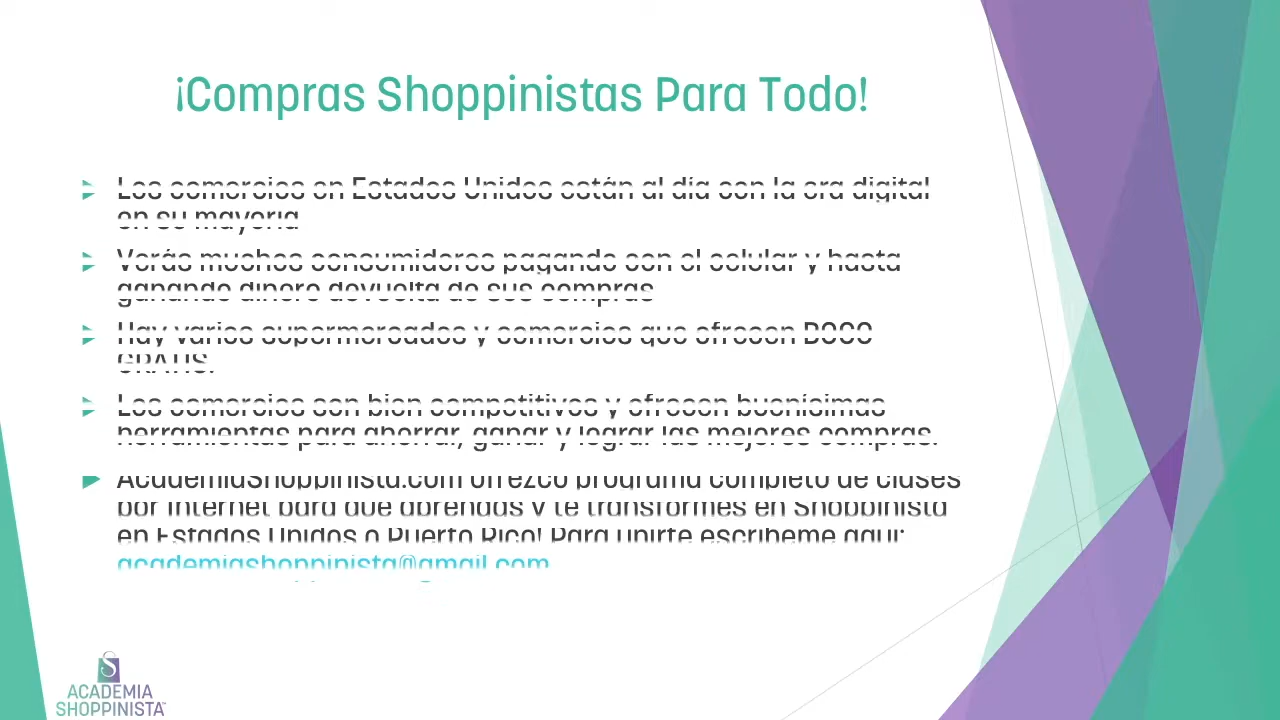 ¡Compras Shoppinistas Para Todo!
Los comercios en Estados Unidos están al día con la era digital
en su mayoría
Verás muchos consumidores pagando con el celular y hasta
ganando dinero devuelta de sus compras
Hay varios supermercados y comercios que ofrecen
GRATIS.
Los comercios son bien competitivos y ofrecen buenísimas
herramientas para ahorrar, ganar y lograr las mejores compras.
AcademiaShoppinista.com ofrezco programa completo de clases
por Internet para que aprendas y te transformes en Shoppinista
en Estados Unidos o Puerto Rico! Para unirte escribeme aquí:
academiashoppinista@gmail.com
ACADEMIA
SHOPPINISTA